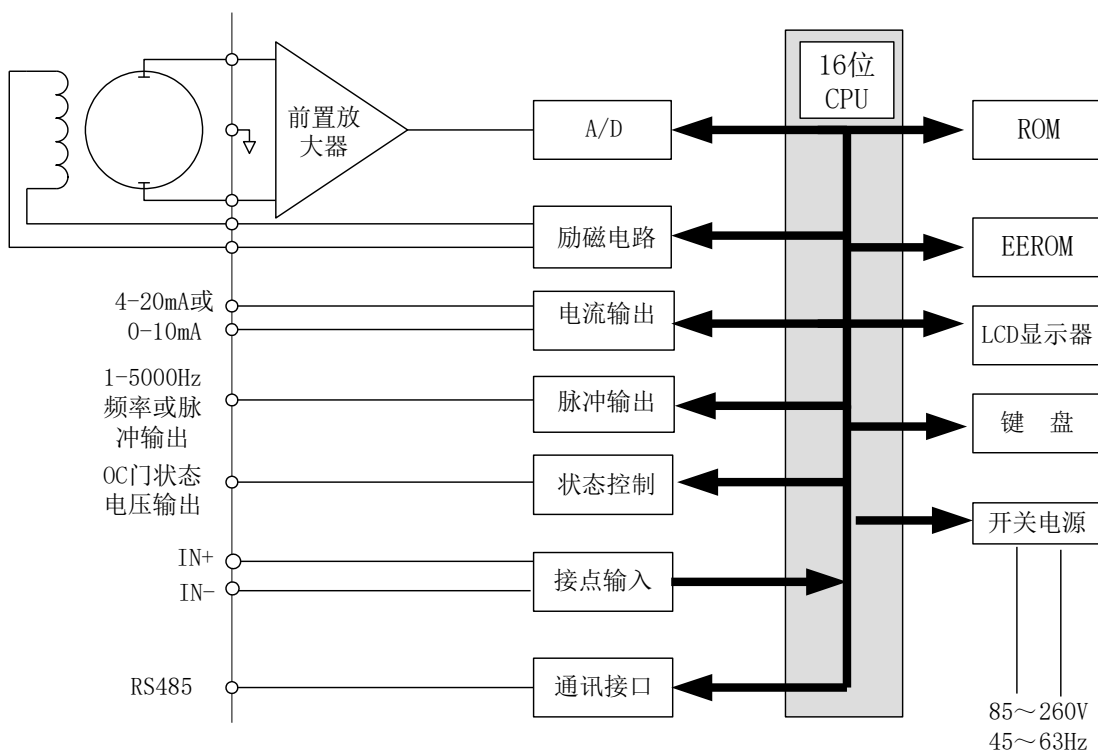 16位
CPU
前置放
大器
A/D
ROM
励磁电路
EEROM
4-20mA或
0-10mA
电流输出
LCD显示器
1-5000Hz
频率或脉
冲输出
脉冲输出
键 盘
OC门状态
电压输出
状态控制
开关电源
IN+
IN-
接点输入
RS485
通讯接口
85～260V
45～63Hz